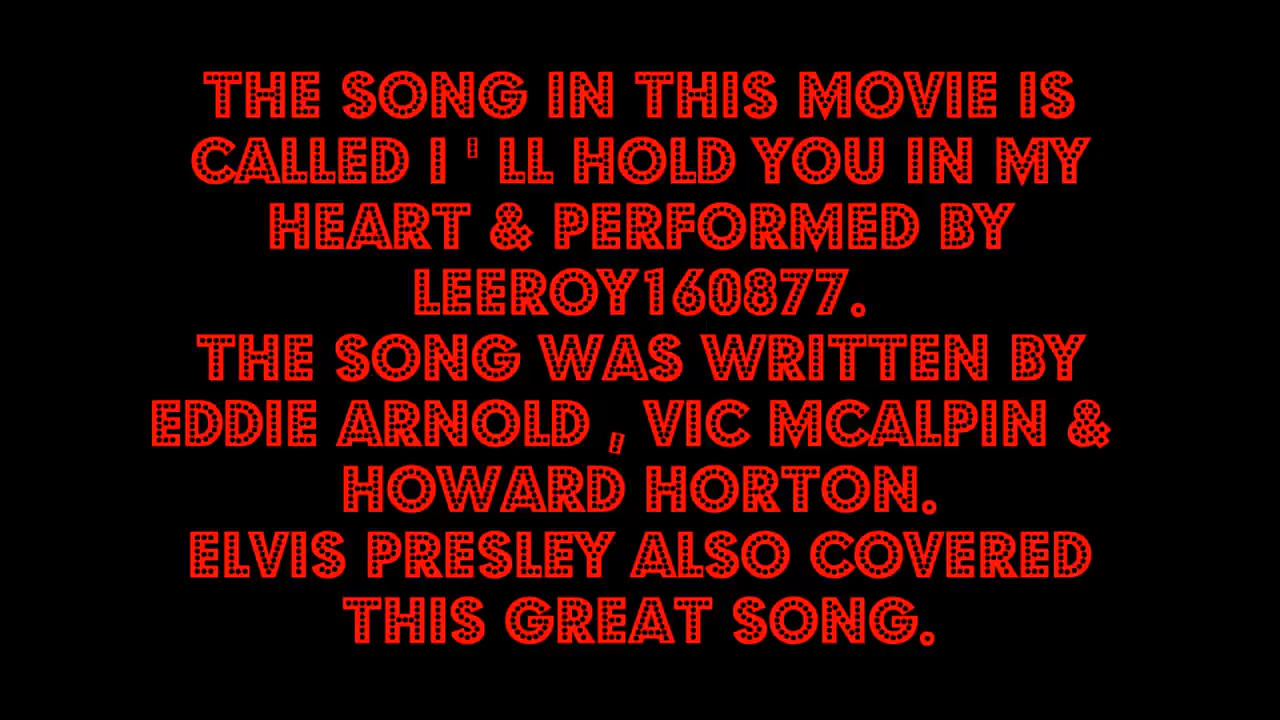 THE SONG IN THIS MOVIE IS
CALLED I ' LL HOLD YOU IN MY
HEART & PERFORMED BY
LEEROY160877.
THE SONG WAS WRITTEN BY
EDDIE ARNOLD , VIC MCALPIN &
HOWARD HORTON.
ELVIS PRESLEY ALSO COVERED
THIS GREAT SONG.